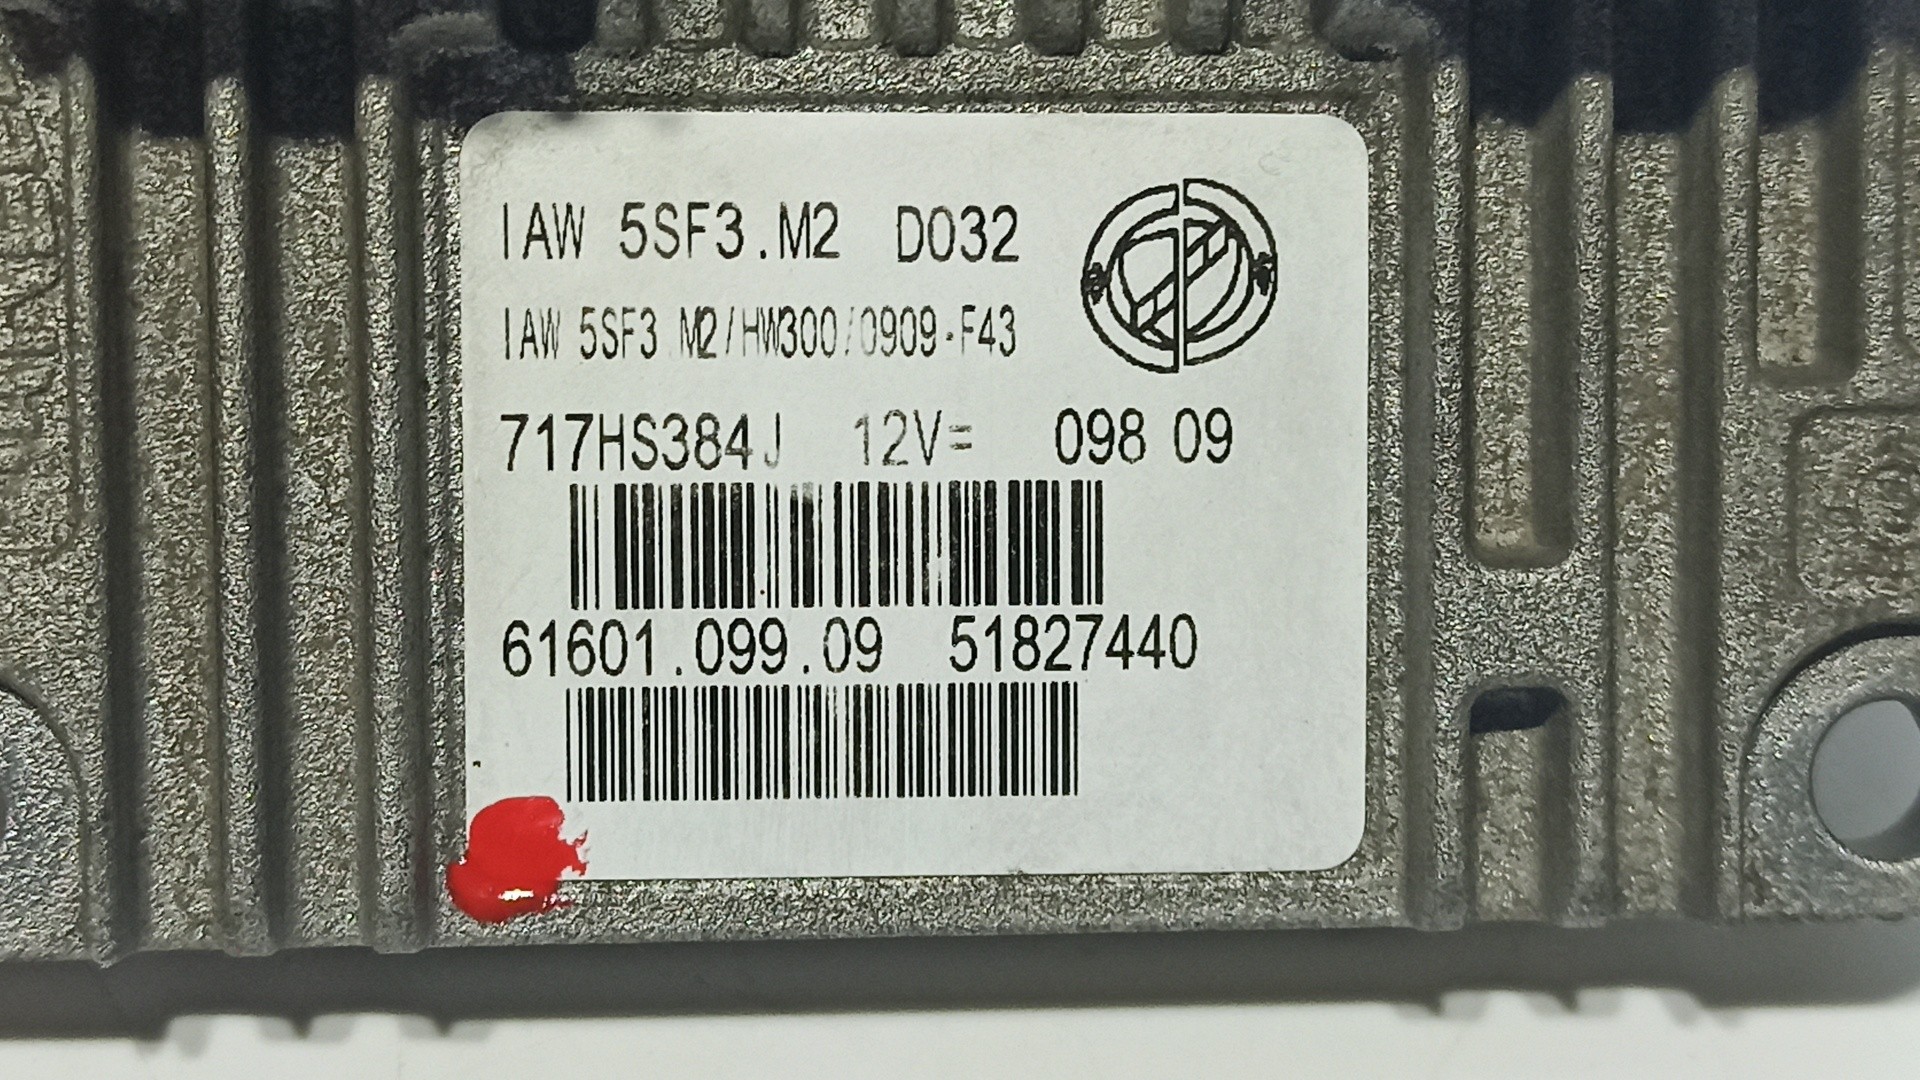 IAW 5SF3.M2 D032
IAW 5SF3 M2/HW300/0909-F43
717HS384J 12V= 098 09
61601.099.09 51827440